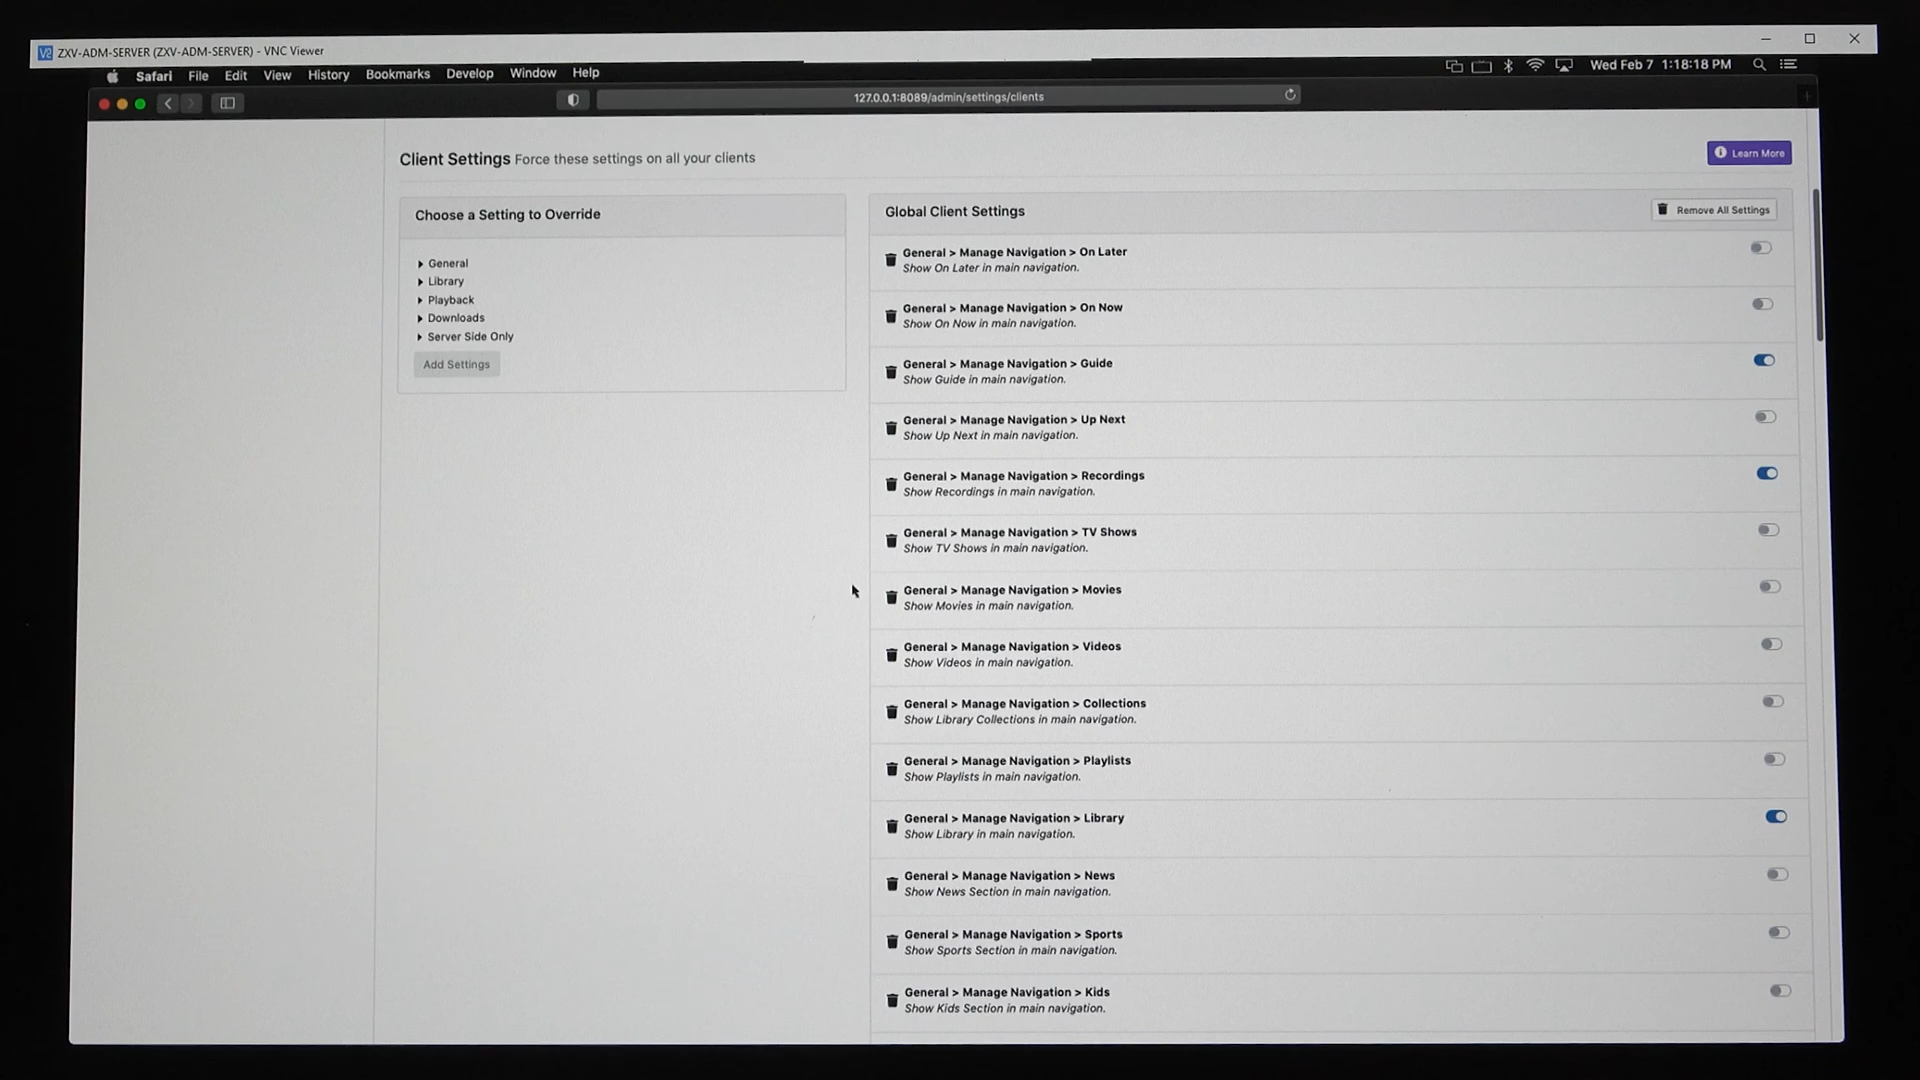 ZXV-ADM-SERVER (ZXV-ADM-SERVER) - VNC Viewer
Safari File Edit View History Bookmarks Develop Window Help
Wed Feb 7 1:18:18 PM
127.0.0.1:8089/admin/settings/clients
Client Settings Force these settings on all your clients
Learn More
Choose a Setting to Override
General
Library
Playback
Downloads
Server Side Only
Add Settings
Global Client Settings
Remove All Settings
General > Manage Navigation > On Later
Show On Later in main navigation.
General > Manage Navigation > On Now
Show On Now in main navigation.
General > Manage Navigation > Guide
Show Guide in main navigation.
General > Manage Navigation > Up Next
Show Up Next in main navigation.
General > Manage Navigation > Recordings
Show Recordings in main navigation.
General > Manage Navigation > TV Shows
Show TV Shows in main navigation.
General > Manage Navigation > Movies
Show Movies in main navigation.
General > Manage Navigation > Videos
Show Videos in main navigation.
General > Manage Navigation > Collections
Show Library Collections in main navigation.
General > Manage Navigation > Playlists
Show Playlists in main navigation.
General > Manage Navigation > Library
Show Library in main navigation.
General > Manage Navigation > News
Show News Section in main navigation.
General > Manage Navigation > Sports
Show Sports Section in main navigation.
General > Manage Navigation > Kids
Show Kids Section in main navigation.